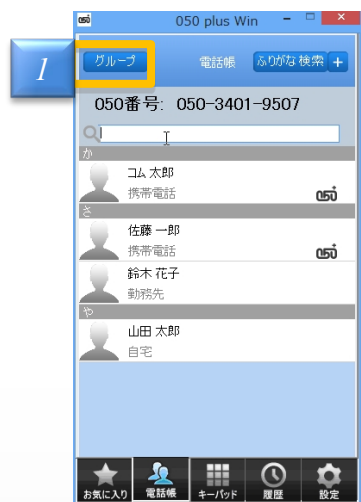 050 050 plus Win
1
グループ 電話帳 ふりがな検索 +
050番号: 050-3401-9507
か
コム 太郎
携帯電話 050
さ
佐藤 一郎
携帯電話 050
鈴木 花子
勤務先
や
山田 太郎
自宅
お気に入り 電話帳 キーパッド 履歴 設定